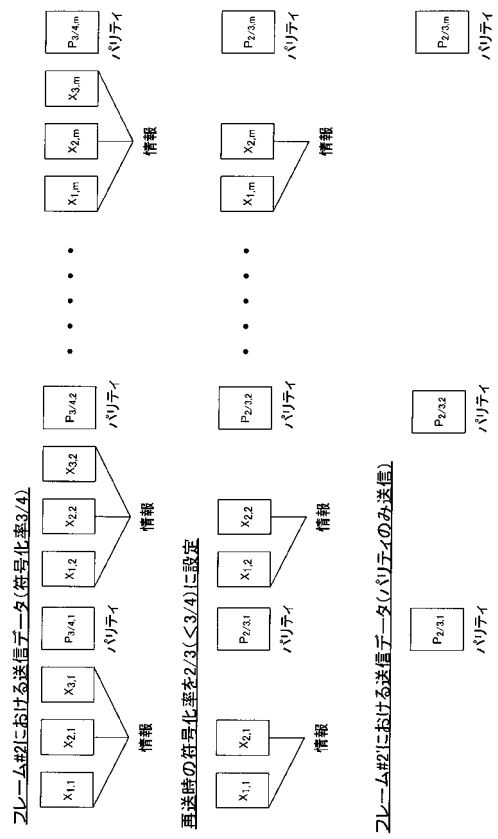 フレーム#2における送信データ(符号化率3/4)
X1,1 X2,1 X3,1 P3/4,1 X1,2 X2,2 X3,2 P3/4,2 ・・・・・ X1,m X2,m X3,m P3/4,m
情報 パリティ 情報 パリティ 情報 パリティ
再送時の符号化率を2/3(<3/4)に設定
X1,1 X2,1 P2/3,1 X1,2 X2,2 P2/3,2 ・・・・・ X1,m X2,m P2/3,m
情報 パリティ 情報 パリティ 情報 パリティ
フレーム#2'における送信データ(パリティのみ送信)
P2/3,1 P2/3,2 P2/3,m
パリティ パリティ パリティ